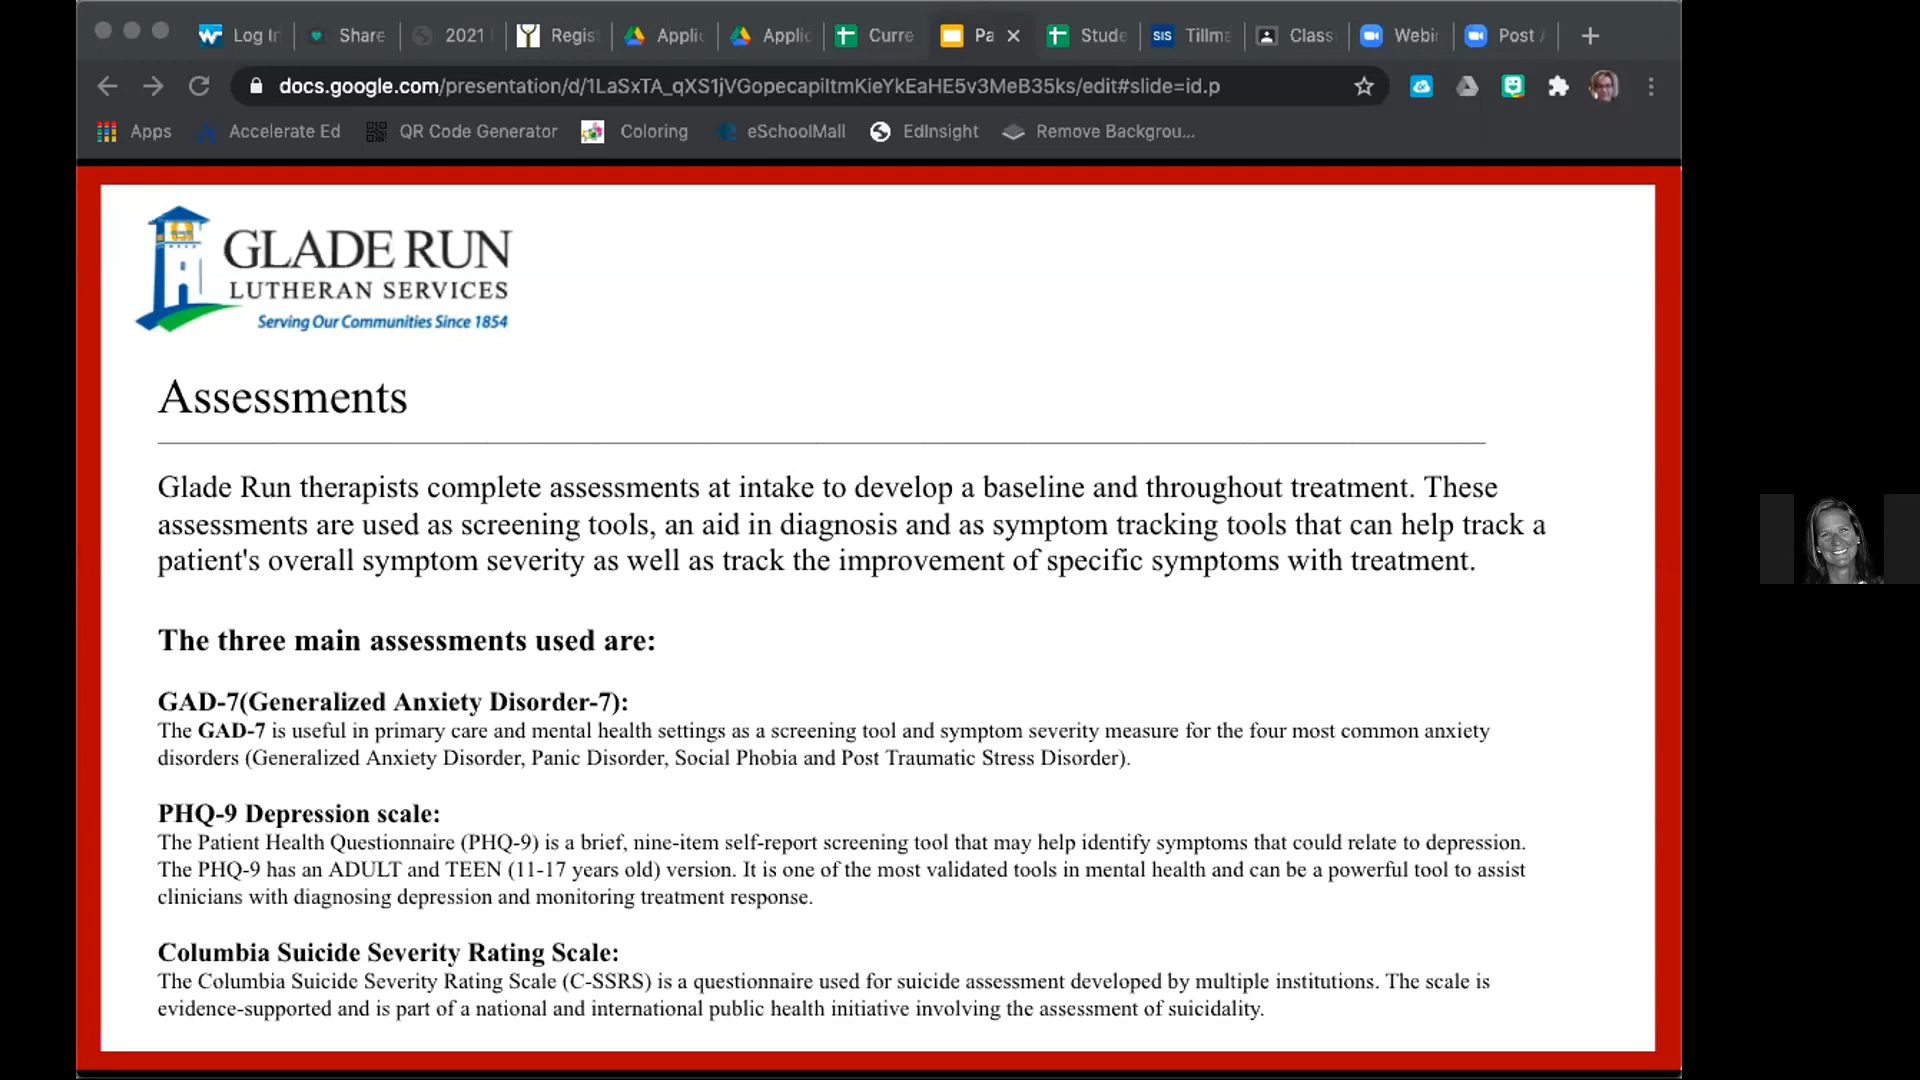 Log In
Share
2021
Regis
Applic
Applic
Curre
Pa
Stude
SIS
Tillma
Class
Webin
Post
docs.google.com/presentation/d/1LaSxTA_qXS1jVGopecapiItmKieYkEaHE5v3MeB35ks/edit#slide=id.p
Apps
Accelerate Ed
QR Code Generator
Coloring
eSchoolMall
EdInsight
Remove Backgrou...
GLADE RUN
LUTHERAN SERVICES
Serving Our Communities Since 1854
Assessments
Glade Run therapists complete assessments at intake to develop a baseline and throughout treatment. These
assessments are used as screening tools, an aid in diagnosis and as symptom tracking tools that can help track a
patient's overall symptom severity as well as track the improvement of specific symptoms with treatment.
The three main assessments used are:
GAD-7(Generalized Anxiety Disorder-7):
The GAD-7 is useful in primary care and mental health settings as a screening tool and symptom severity measure for the four most common anxiety
disorders (Generalized Anxiety Disorder, Panic Disorder, Social Phobia and Post Traumatic Stress Disorder).
PHQ-9 Depression scale:
The Patient Health Questionnaire (PHQ-9) is a brief, nine-item self-report screening tool that may help identify symptoms that could relate to depression.
The PHQ-9 has an ADULT and TEEN (11-17 years old) version. It is one of the most validated tools in mental health and can be a powerful tool to assist
clinicians with diagnosing depression and monitoring treatment response.
Columbia Suicide Severity Rating Scale:
The Columbia Suicide Severity Rating Scale (C-SSRS) is a questionnaire used for suicide assessment developed by multiple institutions. The scale is
evidence-supported and is part of a national and international public health initiative involving the assessment of suicidality.